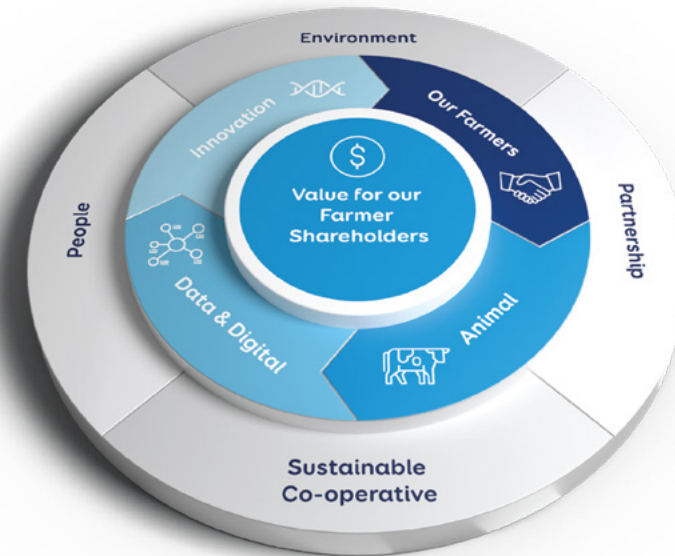 Environment
Innovation
Our Farmers
$
Value for our
Farmer
Shareholders
People
Partnership
Data & Digital
Animal
Sustainable
Co-operative